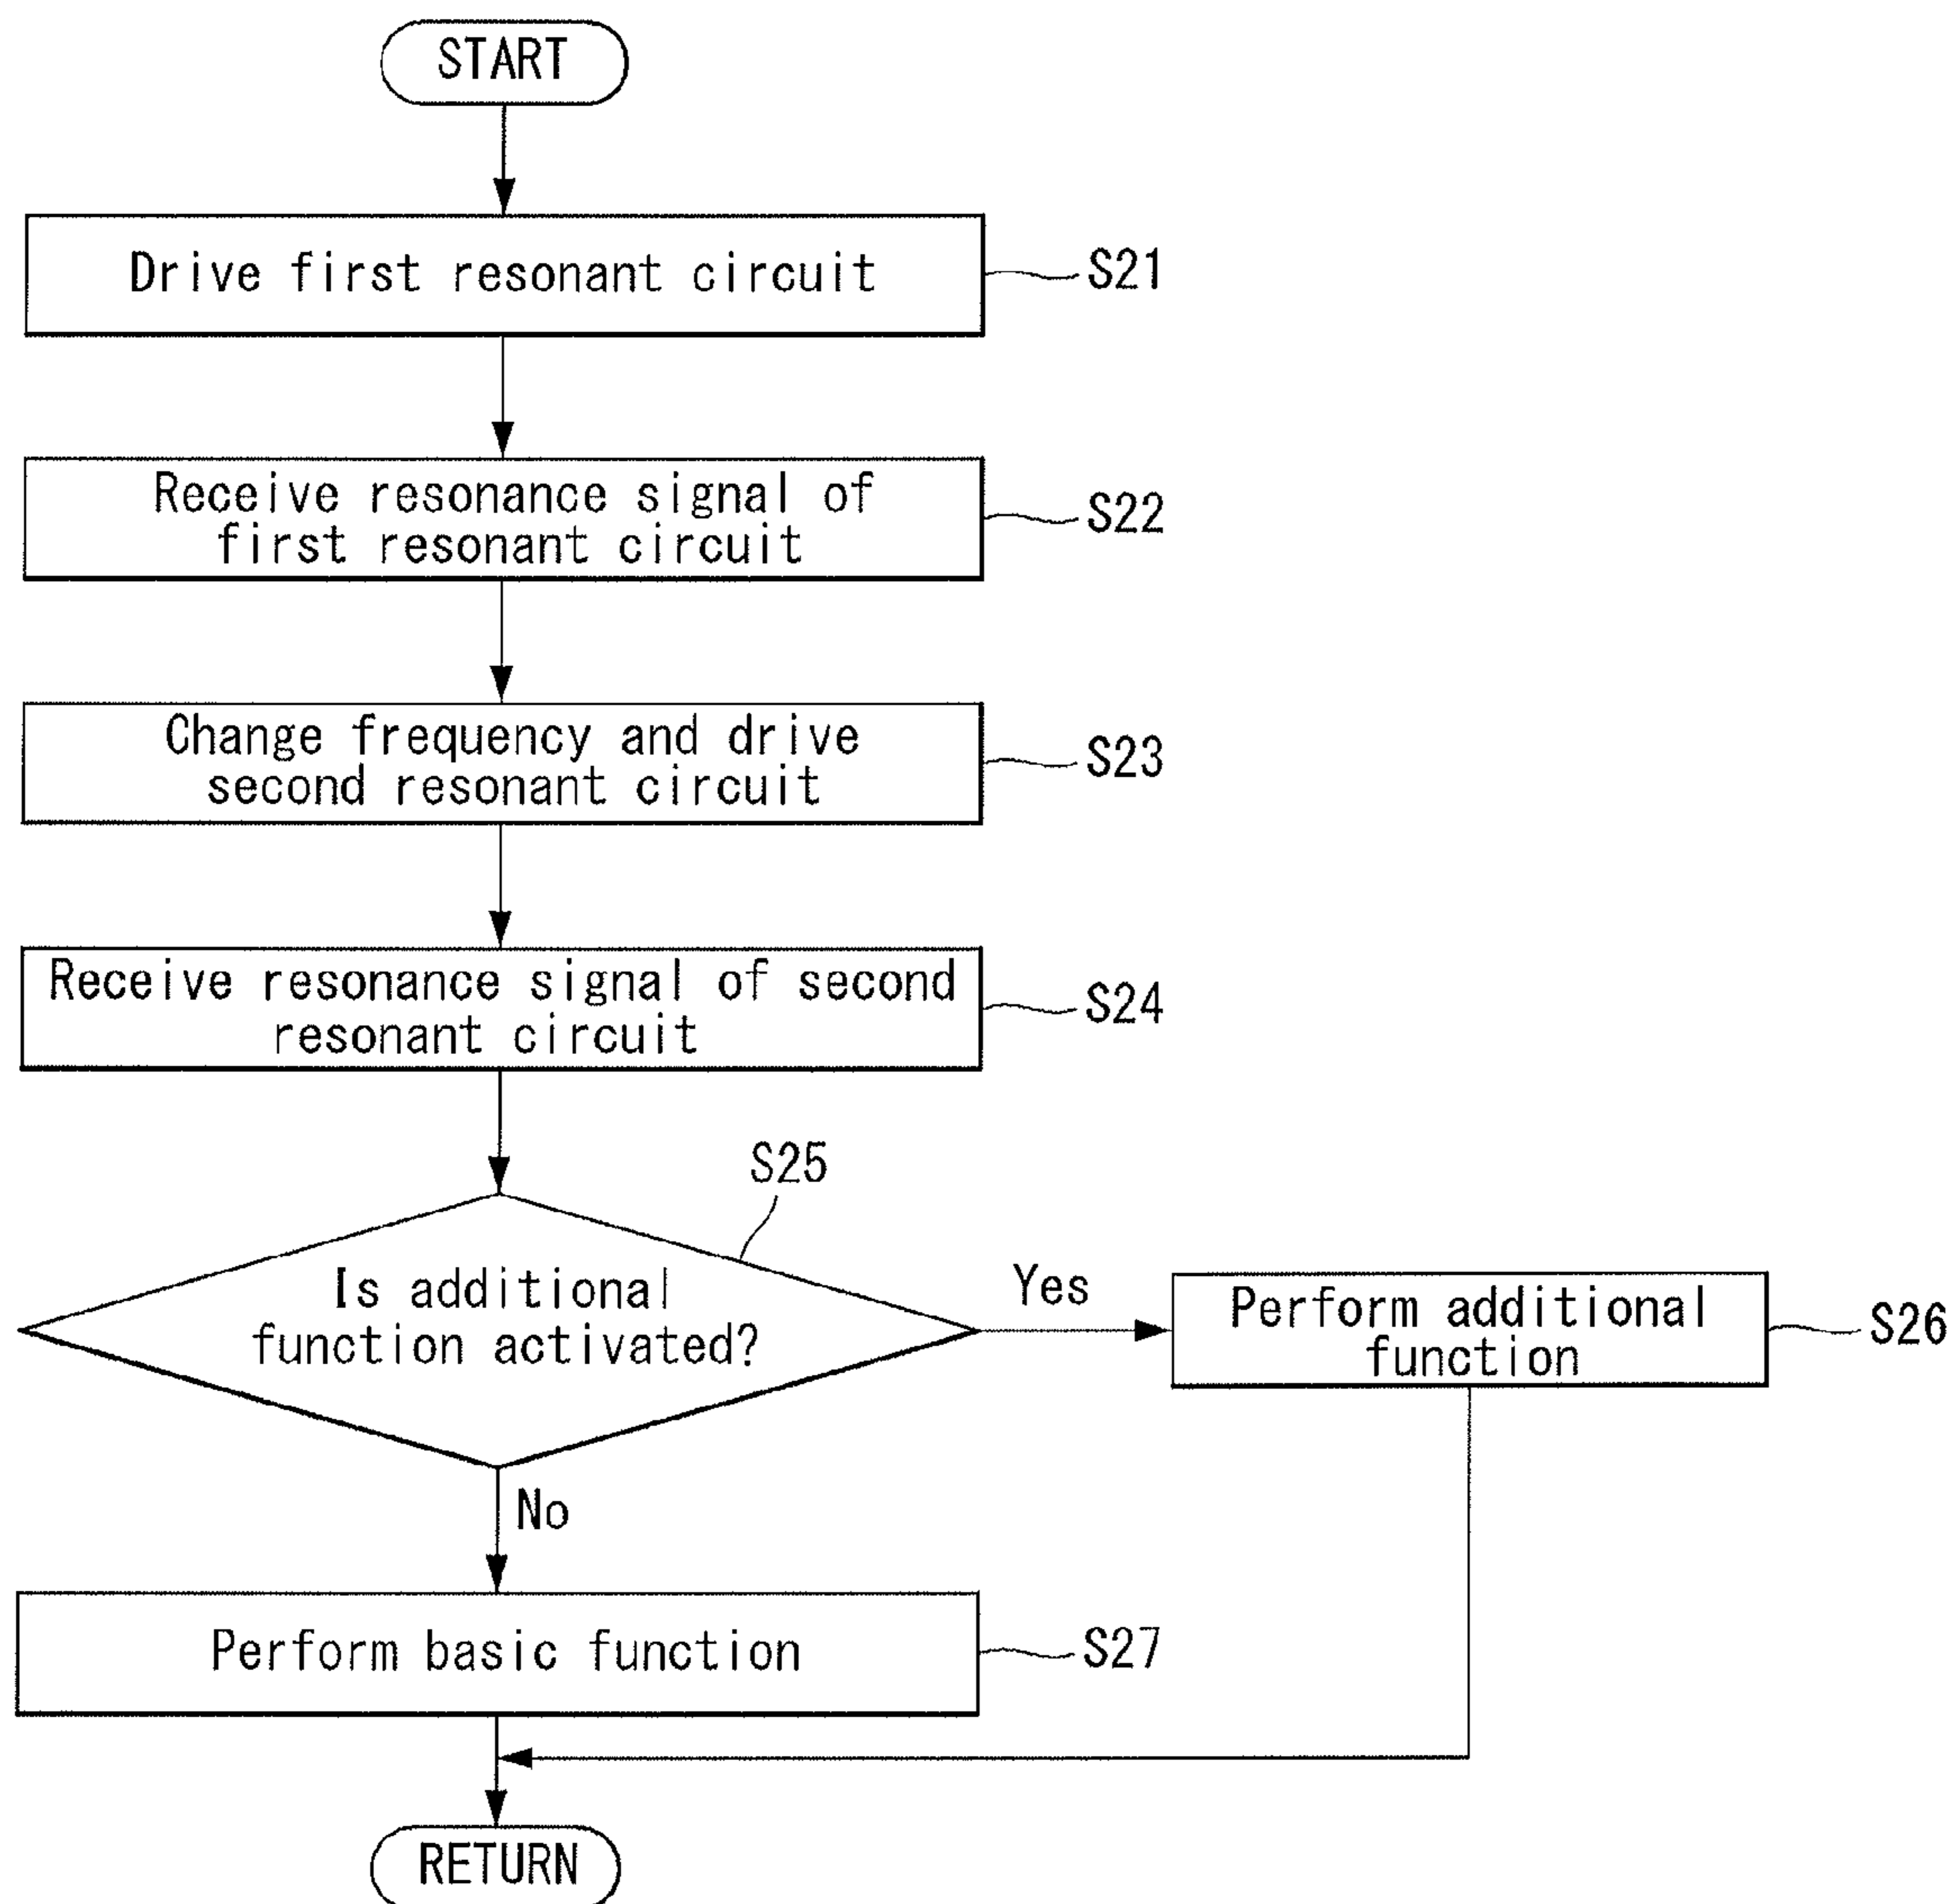 START
Drive first resonant circuit
S21
Receive resonance signal of
first resonant circuit
S22
Change frequency and drive
second resonant circuit
S23
Receive resonance signal of second
resonant circuit
S24
S25
Is additional
function activated?
Yes
Perform additional
function
S26
No
Perform basic function
S27
RETURN